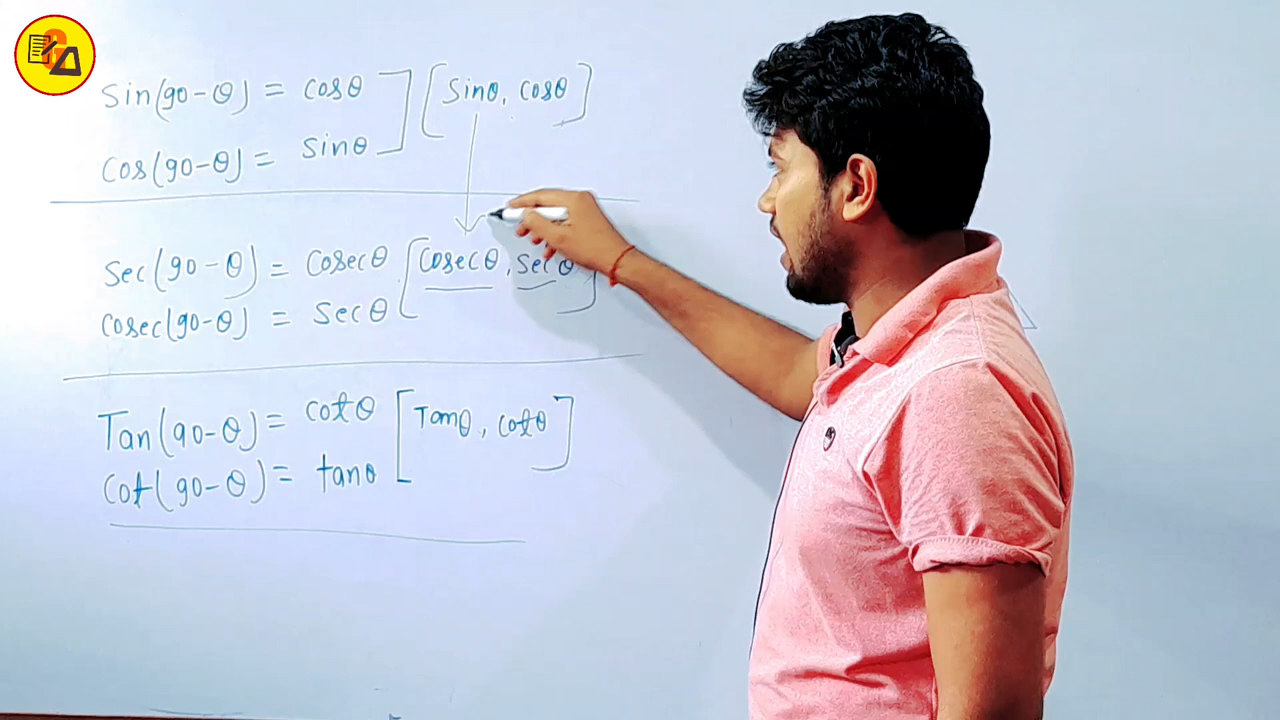 Sin(90-θ) = cosθ [Sinθ, cosθ]
Cos(90-θ) = sinθ
Sec(90-θ) = Cosecθ [Cosecθ, Secθ]
Cosec(90-θ) = Secθ
Tan(90-θ) = Cotθ [Tanθ, Cotθ]
Cot(90-θ) = tanθ